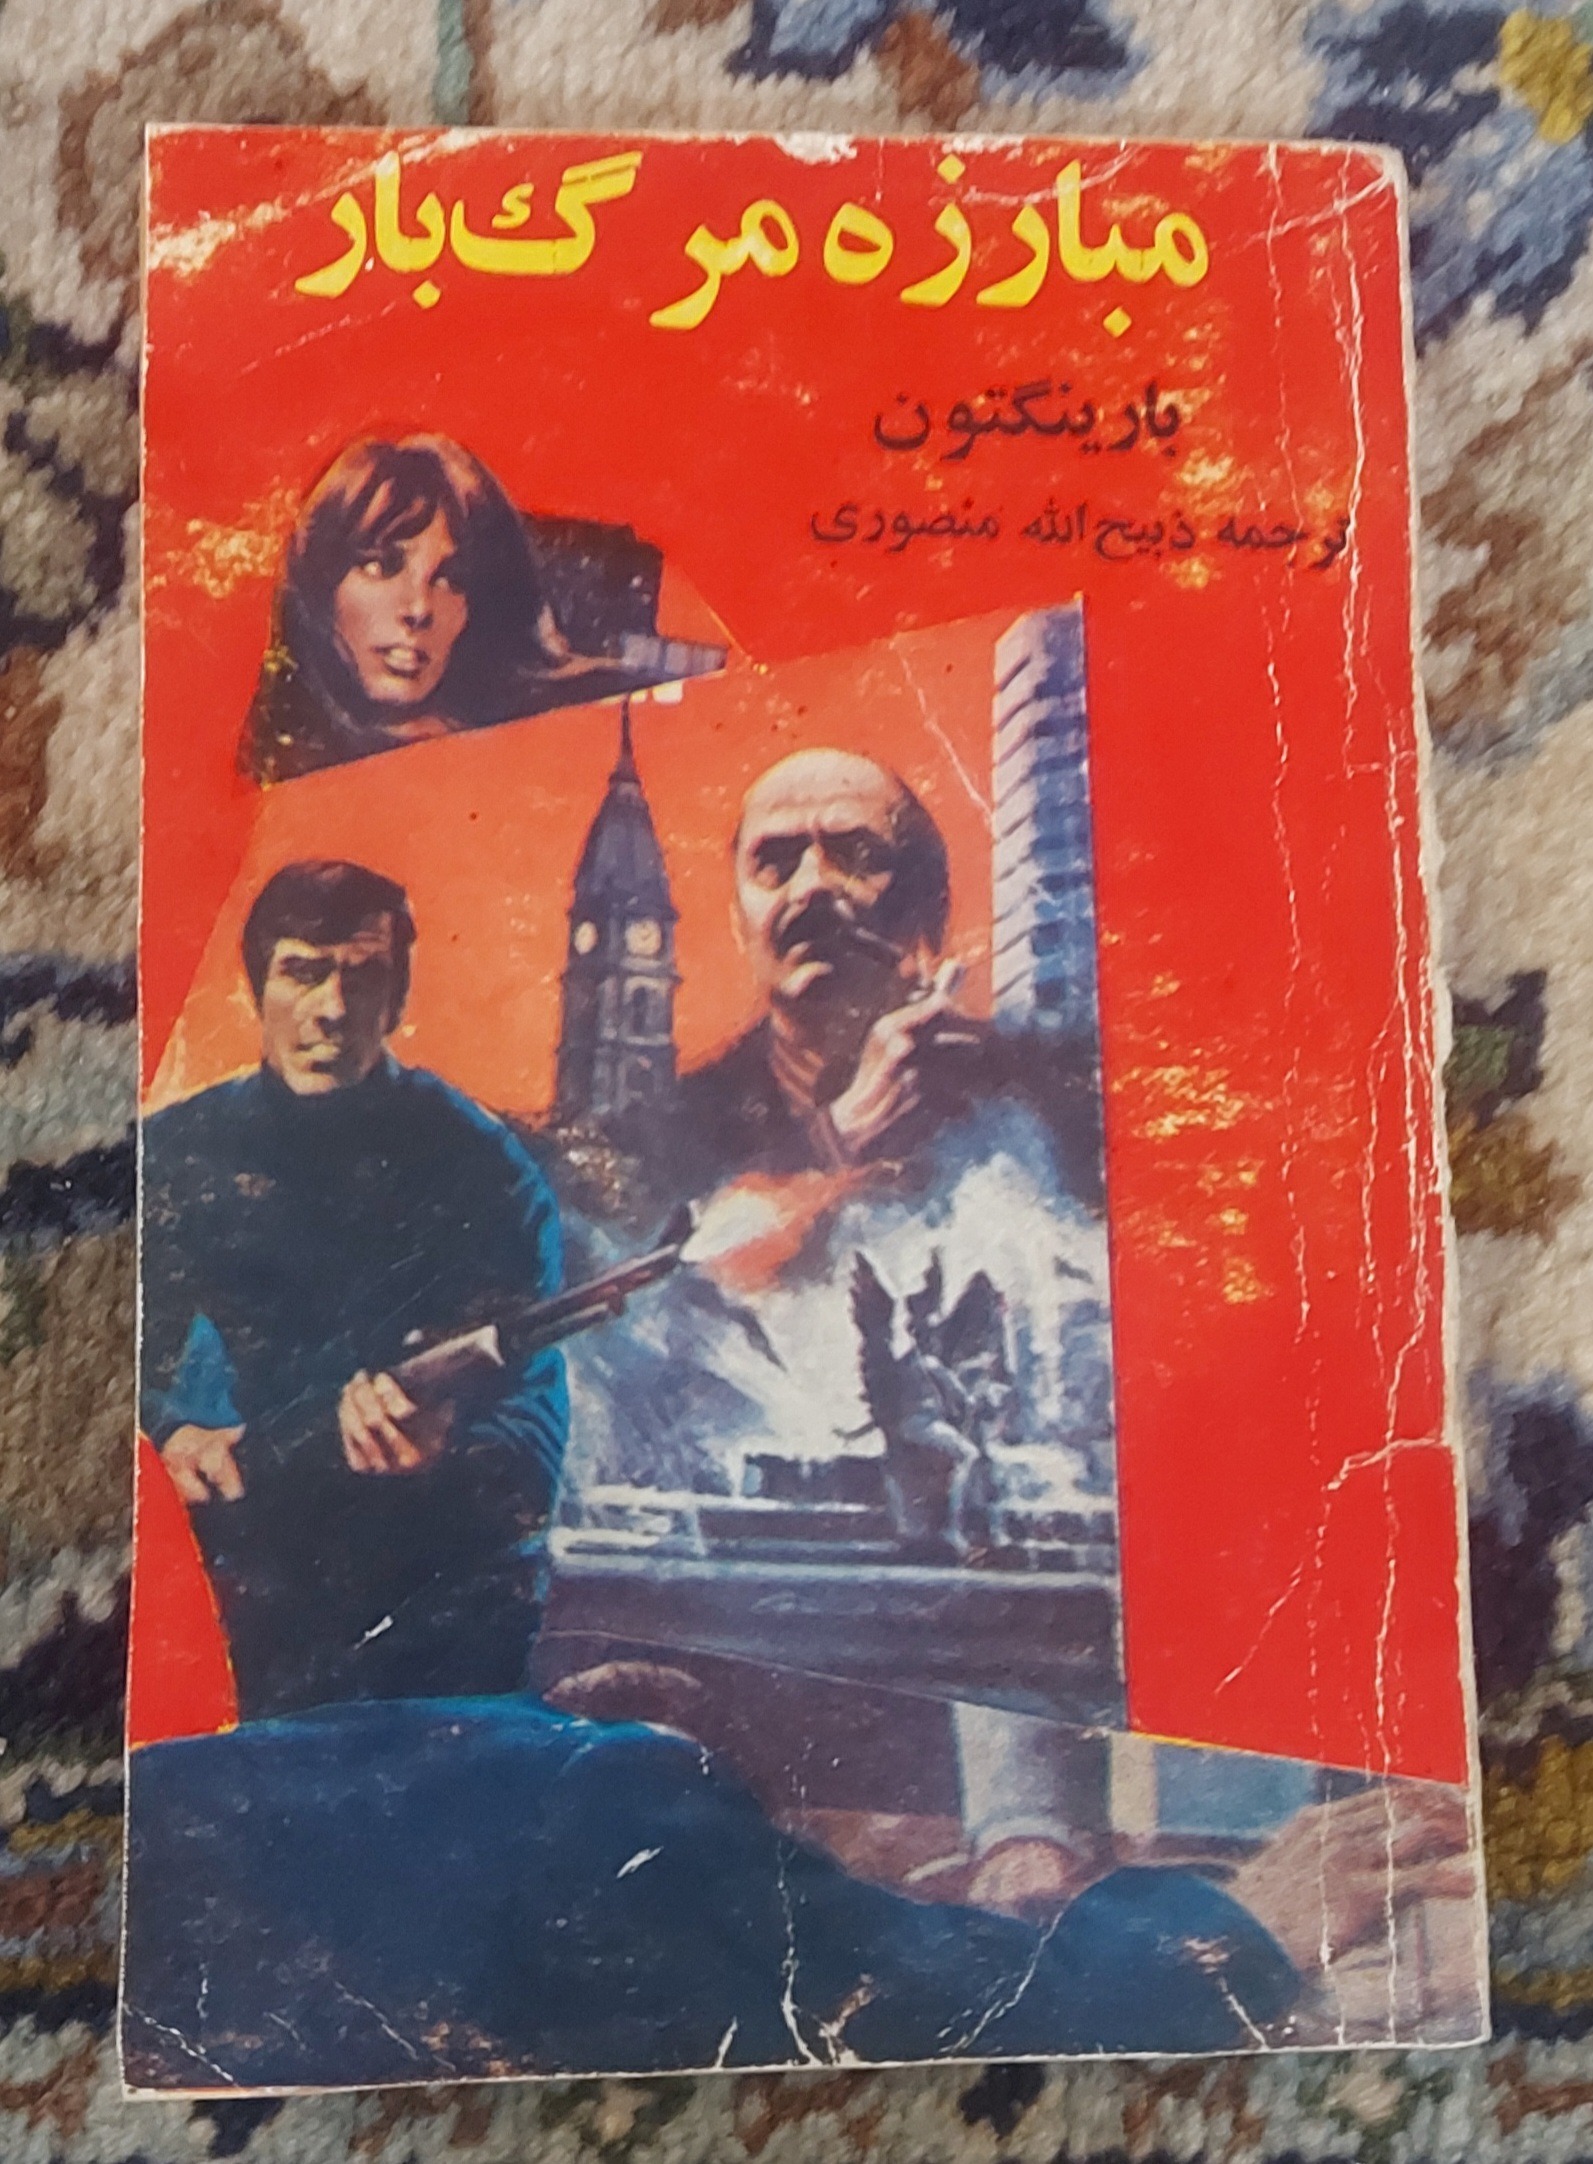 مبارزه مرگ‌بار
بارینگتون
ترجمه ذبیح‌الله منصوری